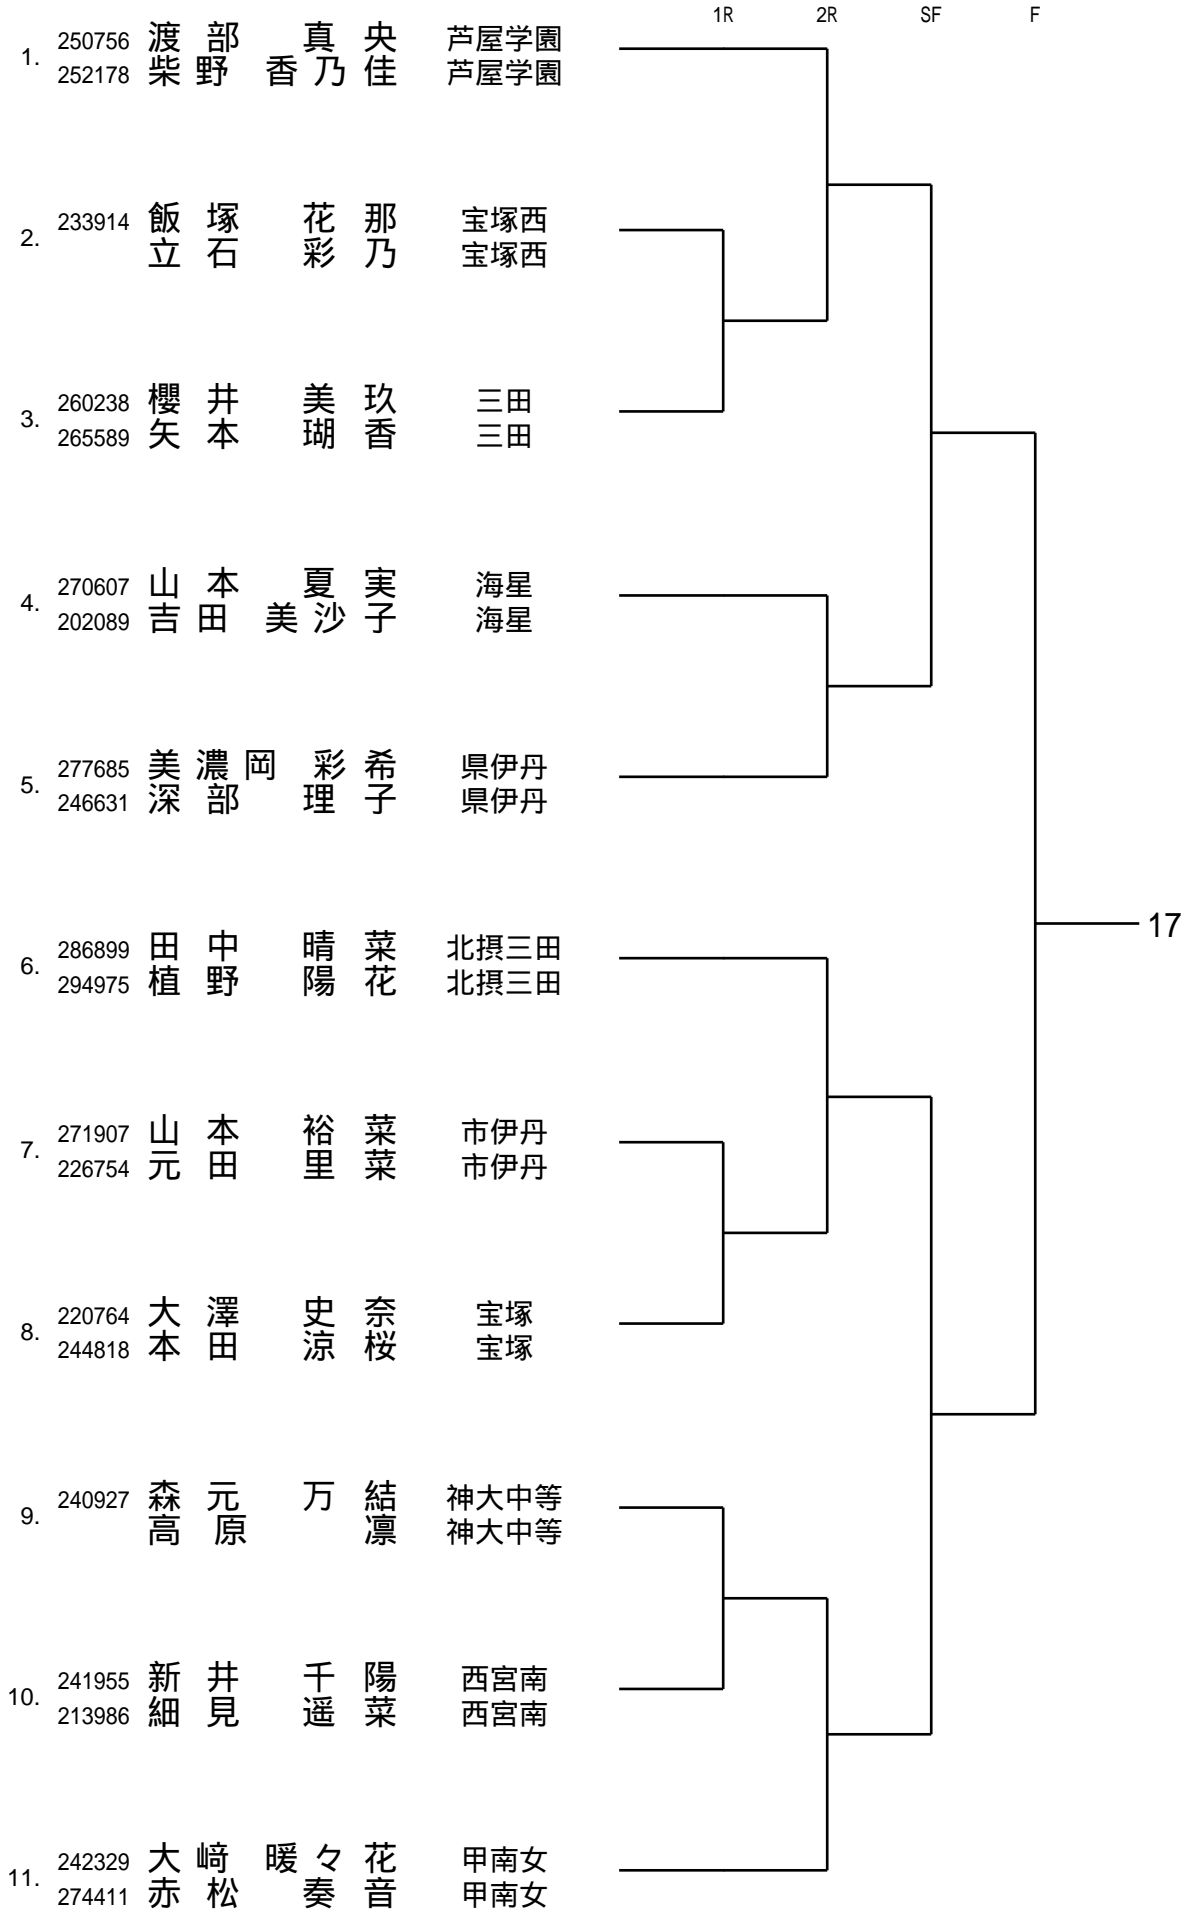 1R 2R SF F
1. 250756 渡部 真央 芦屋学園
252178 柴野 香乃佳 芦屋学園
2. 233914 飯塚 花那 宝塚西
立石 彩乃 宝塚西
3. 260238 櫻井 美玖 三田
265589 矢本 瑚香 三田
4. 270607 山本 夏実 海星
202089 吉田 美沙子 海星
5. 277685 美濃岡 彩希 県伊丹
246631 深部 理子 県伊丹
17
6. 286899 田中 晴菜 北摂三田
294975 植野 陽花 北摂三田
7. 271907 山本 裕菜 市伊丹
226754 元田 里菜 市伊丹
8. 220764 大澤 史奈 宝塚
244818 本田 涼桜 宝塚
9. 240927 森元 万結 神大中等
高原 凛 神大中等
10. 241955 新井 千陽 西宮南
213986 細見 遥菜 西宮南
11. 242329 大﨑 暖々花 甲南女
274411 赤松 奏音 甲南女